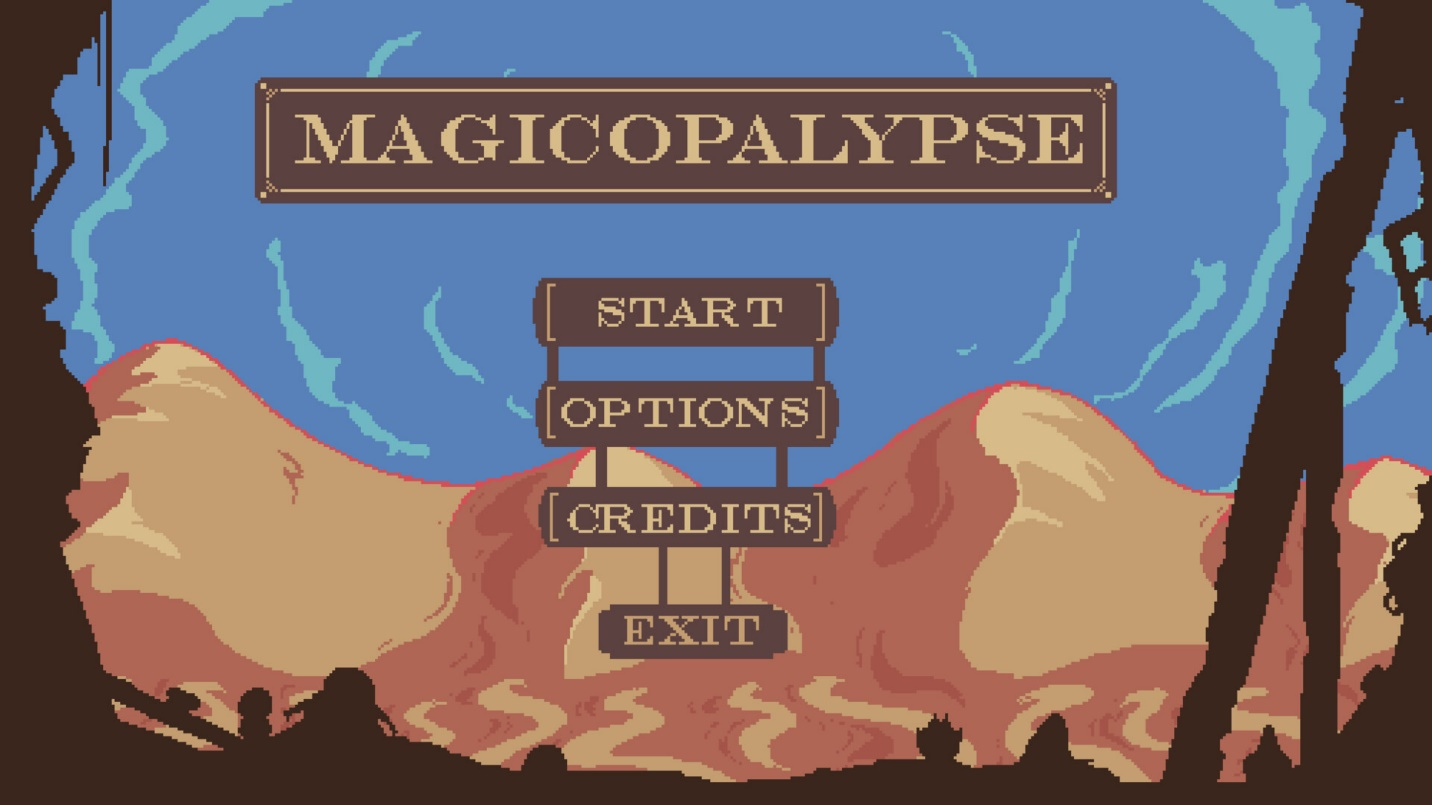 MAGICOPALYPSE
[ START ]
[OPTIONS]
[CREDITS]
EXIT